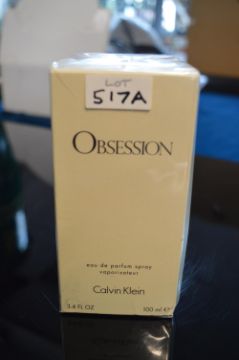 LOT
517A
OBSESSION
eau de parfum spray
vaporisateur
Calvin Klein
3.4 FL OZ 100 ml e